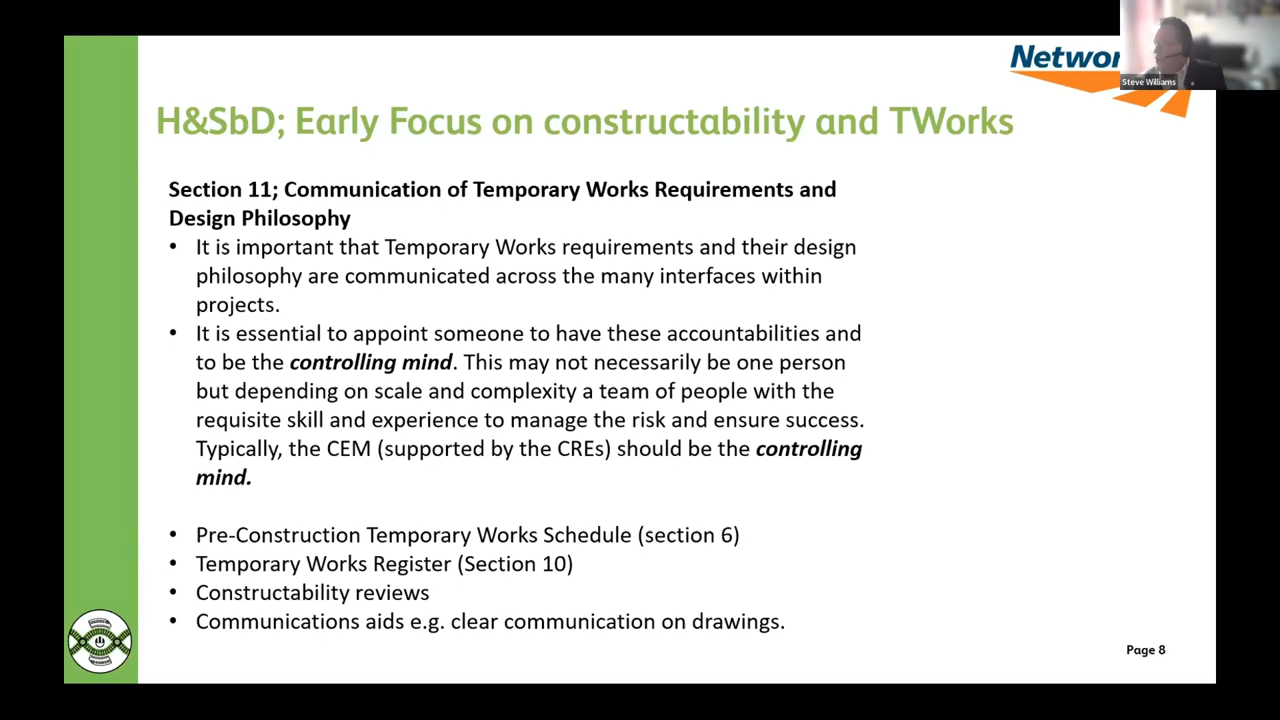 Networ
Steve Williams
H&SbD; Early Focus on constructability and TWorks
Section 11; Communication of Temporary Works Requirements and
Design Philosophy
• It is important that Temporary Works requirements and their design
philosophy are communicated across the many interfaces within
projects.
• It is essential to appoint someone to have these accountabilities and
to be the controlling mind. This may not necessarily be one person
but depending on scale and complexity a team of people with the
requisite skill and experience to manage the risk and ensure success.
Typically, the CEM (supported by the CREs) should be the controlling
mind.
• Pre-Construction Temporary Works Schedule (section 6)
• Temporary Works Register (Section 10)
• Constructability reviews
• Communications aids e.g. clear communication on drawings.
Page 8